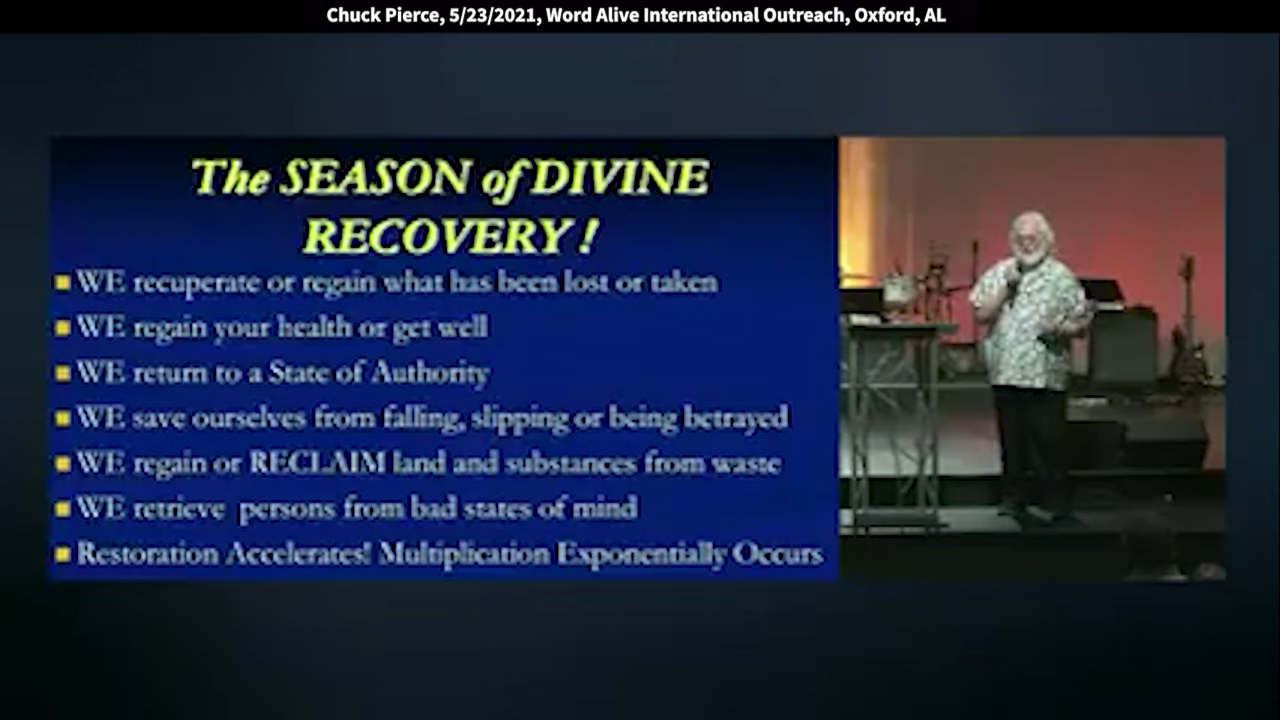 Chuck Pierce, 5/23/2021, Word Alive International Outreach, Oxford, AL
The SEASON of DIVINE
RECOVERY !
WE recuperate or regain what has been lost or taken
WE regain your health or get well
WE return to a State of Authority
WE save ourselves from falling, slipping or being betrayed
WE regain or RECLAIM land and substances from waste
WE retrieve persons from bad states of mind
Restoration Accelerates! Multiplication Exponentially Occurs